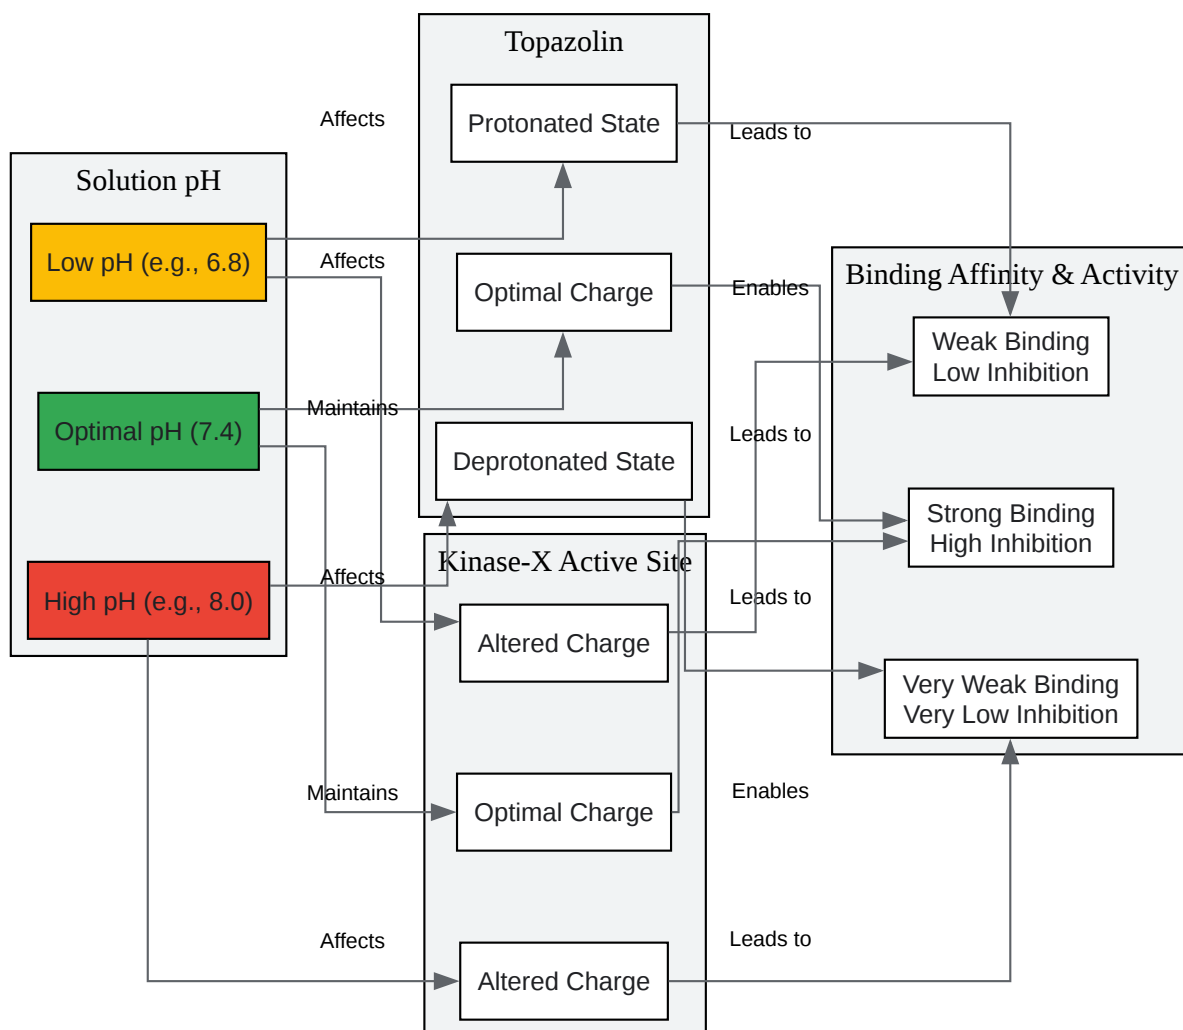 Topazolin
Protonated State
Optimal Charge
Deprotonated State
Solution pH
Low pH (e.g., 6.8)
Optimal pH (7.4)
High pH (e.g., 8.0)
Kinase-X Active Site
Altered Charge
Optimal Charge
Altered Charge
Binding Affinity & Activity
Weak Binding
Low Inhibition
Strong Binding
High Inhibition
Very Weak Binding
Very Low Inhibition
Affects
Affects
Maintains
Affects
Maintains
Affects
Leads to
Enables
Leads to
Leads to
Enables
Leads to